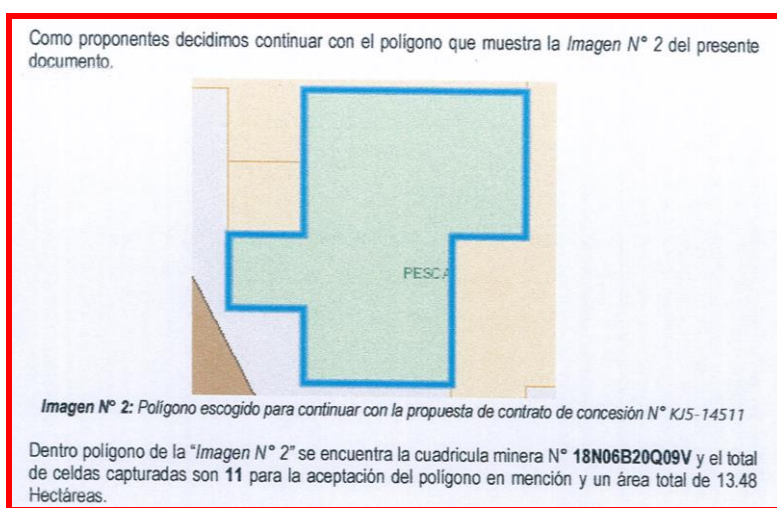 Como proponentes decidimos continuar con el polígono que muestra la Imagen N° 2 del presente
documento.
PESCA
Imagen N° 2: Polígono escogido para continuar con la propuesta de contrato de concesión N° KJ5-14511
Dentro polígono de la "Imagen N° 2" se encuentra la cuadricula minera N° 18N06B20Q09V y el total
de celdas capturadas son 11 para la aceptación del polígono en mención y un área total de 13.48
Hectáreas.